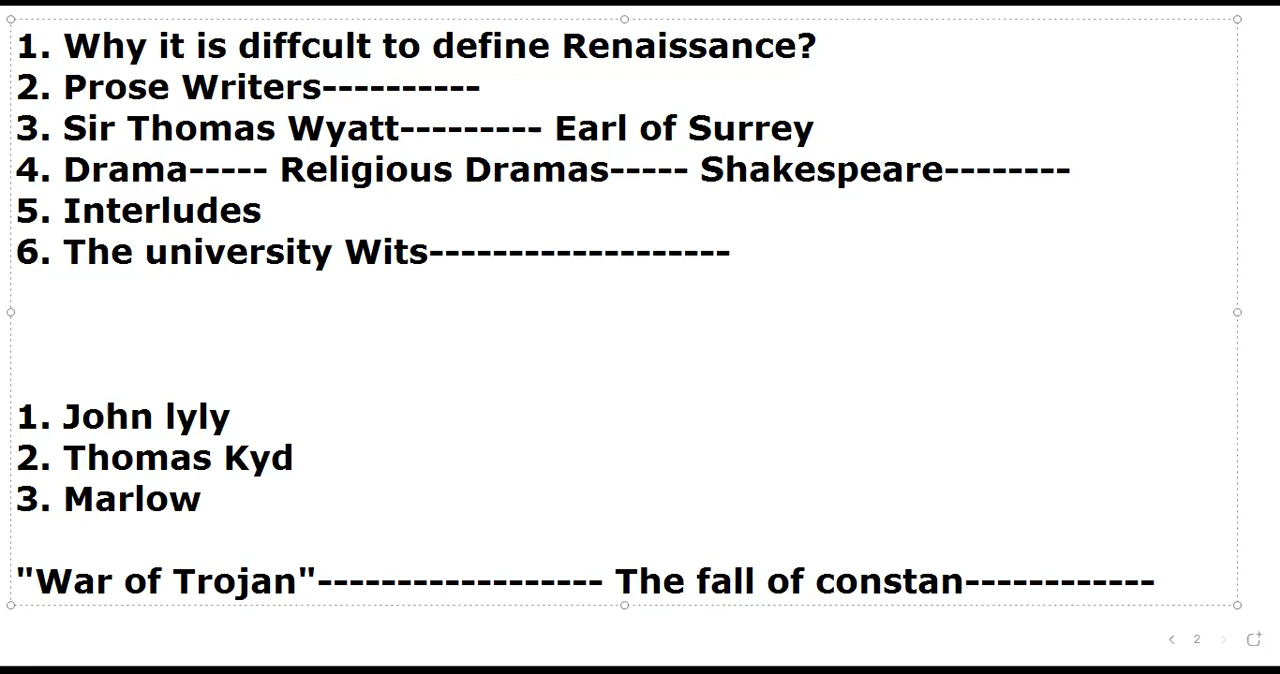 1. Why it is diffcult to define Renaissance?
2. Prose Writers----------
3. Sir Thomas Wyatt--------- Earl of Surrey
4. Drama----- Religious Dramas----- Shakespeare--------
5. Interludes
6. The university Wits-------------------
1. John lyly
2. Thomas Kyd
3. Marlow
"War of Trojan"------------------ The fall of constan------------
2